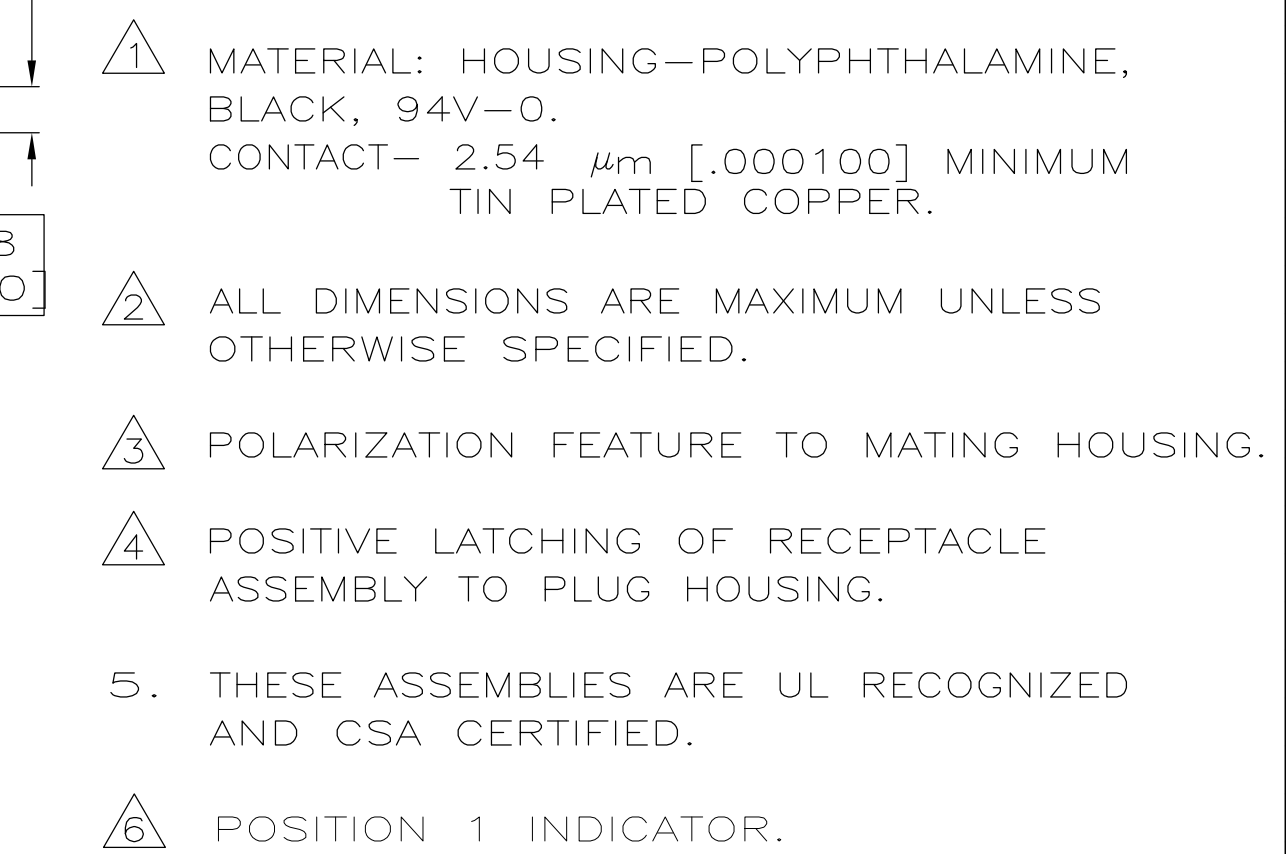 1 MATERIAL: HOUSING—POLYPHTHALAMINE,
BLACK, 94V—0.
CONTACT— 2.54 μm [.000100] MINIMUM
TIN PLATED COPPER.
2 ALL DIMENSIONS ARE MAXIMUM UNLESS
OTHERWISE SPECIFIED.
3 POLARIZATION FEATURE TO MATING HOUSING.
4 POSITIVE LATCHING OF RECEPTACLE
ASSEMBLY TO PLUG HOUSING.
5. THESE ASSEMBLIES ARE UL RECOGNIZED
AND CSA CERTIFIED.
6 POSITION 1 INDICATOR.